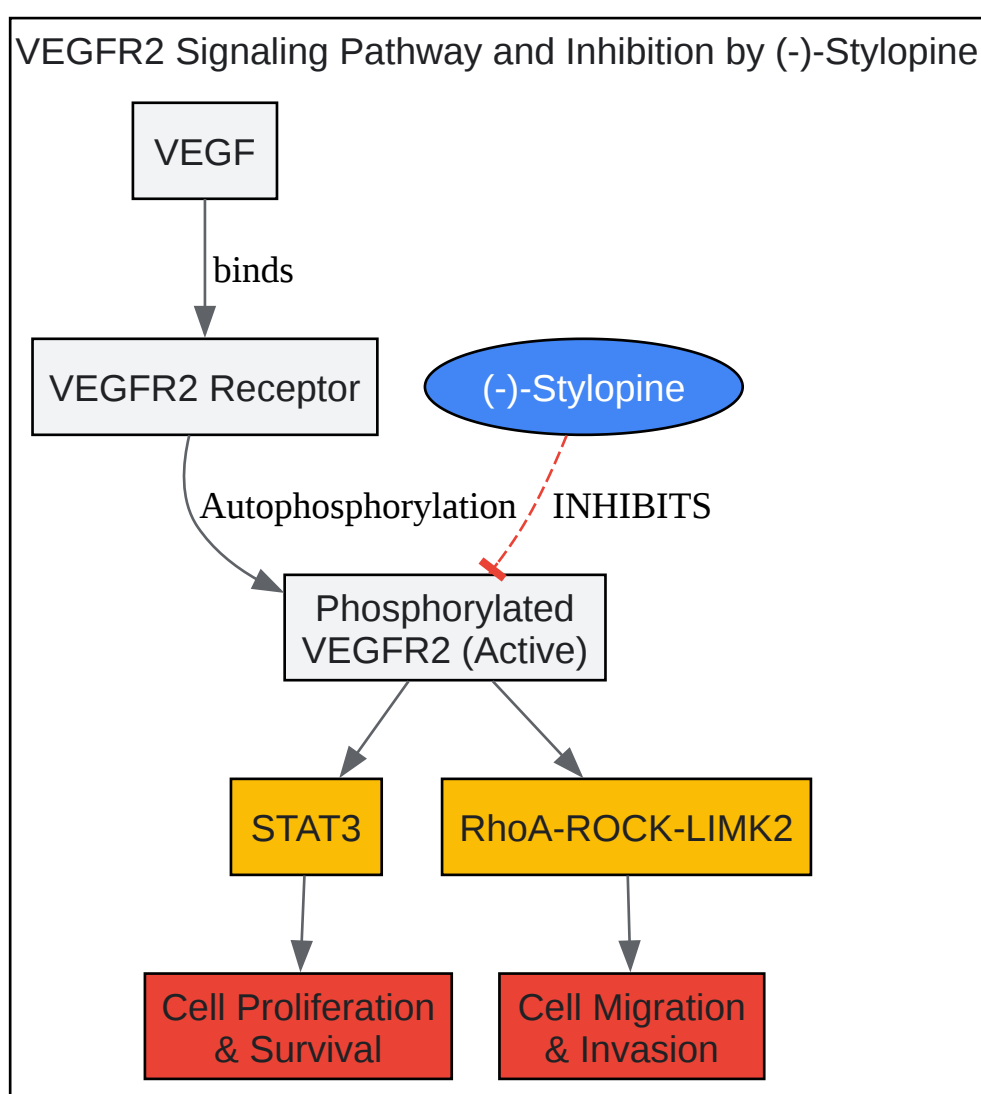 VEGFR2 Signaling Pathway and Inhibition by (-)-Stylopine
VEGF
binds
VEGFR2 Receptor
(-)-Stylopine
Autophosphorylation
INHIBITS
Phosphorylated
VEGFR2 (Active)
STAT3
RhoA-ROCK-LIMK2
Cell Proliferation
& Survival
Cell Migration
& Invasion